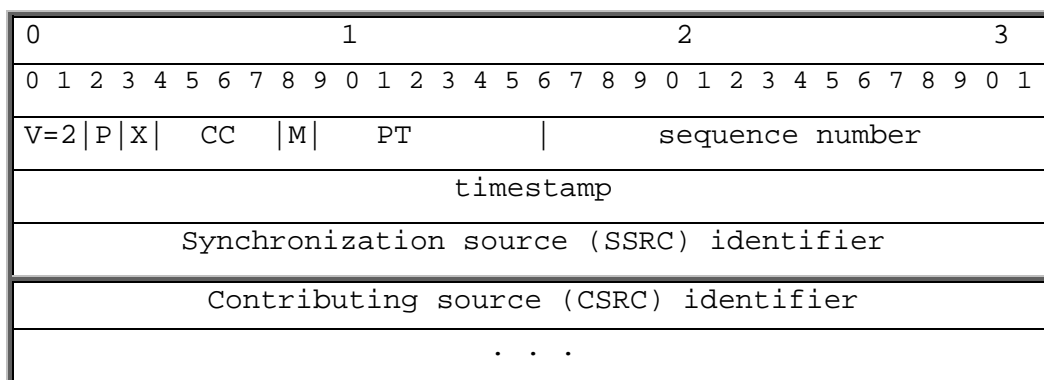 0 1 2 3
0 1 2 3 4 5 6 7 8 9 0 1 2 3 4 5 6 7 8 9 0 1 2 3 4 5 6 7 8 9 0 1
V=2|P|X| CC |M| PT | sequence number
timestamp
Synchronization source (SSRC) identifier
Contributing source (CSRC) identifier
. . .